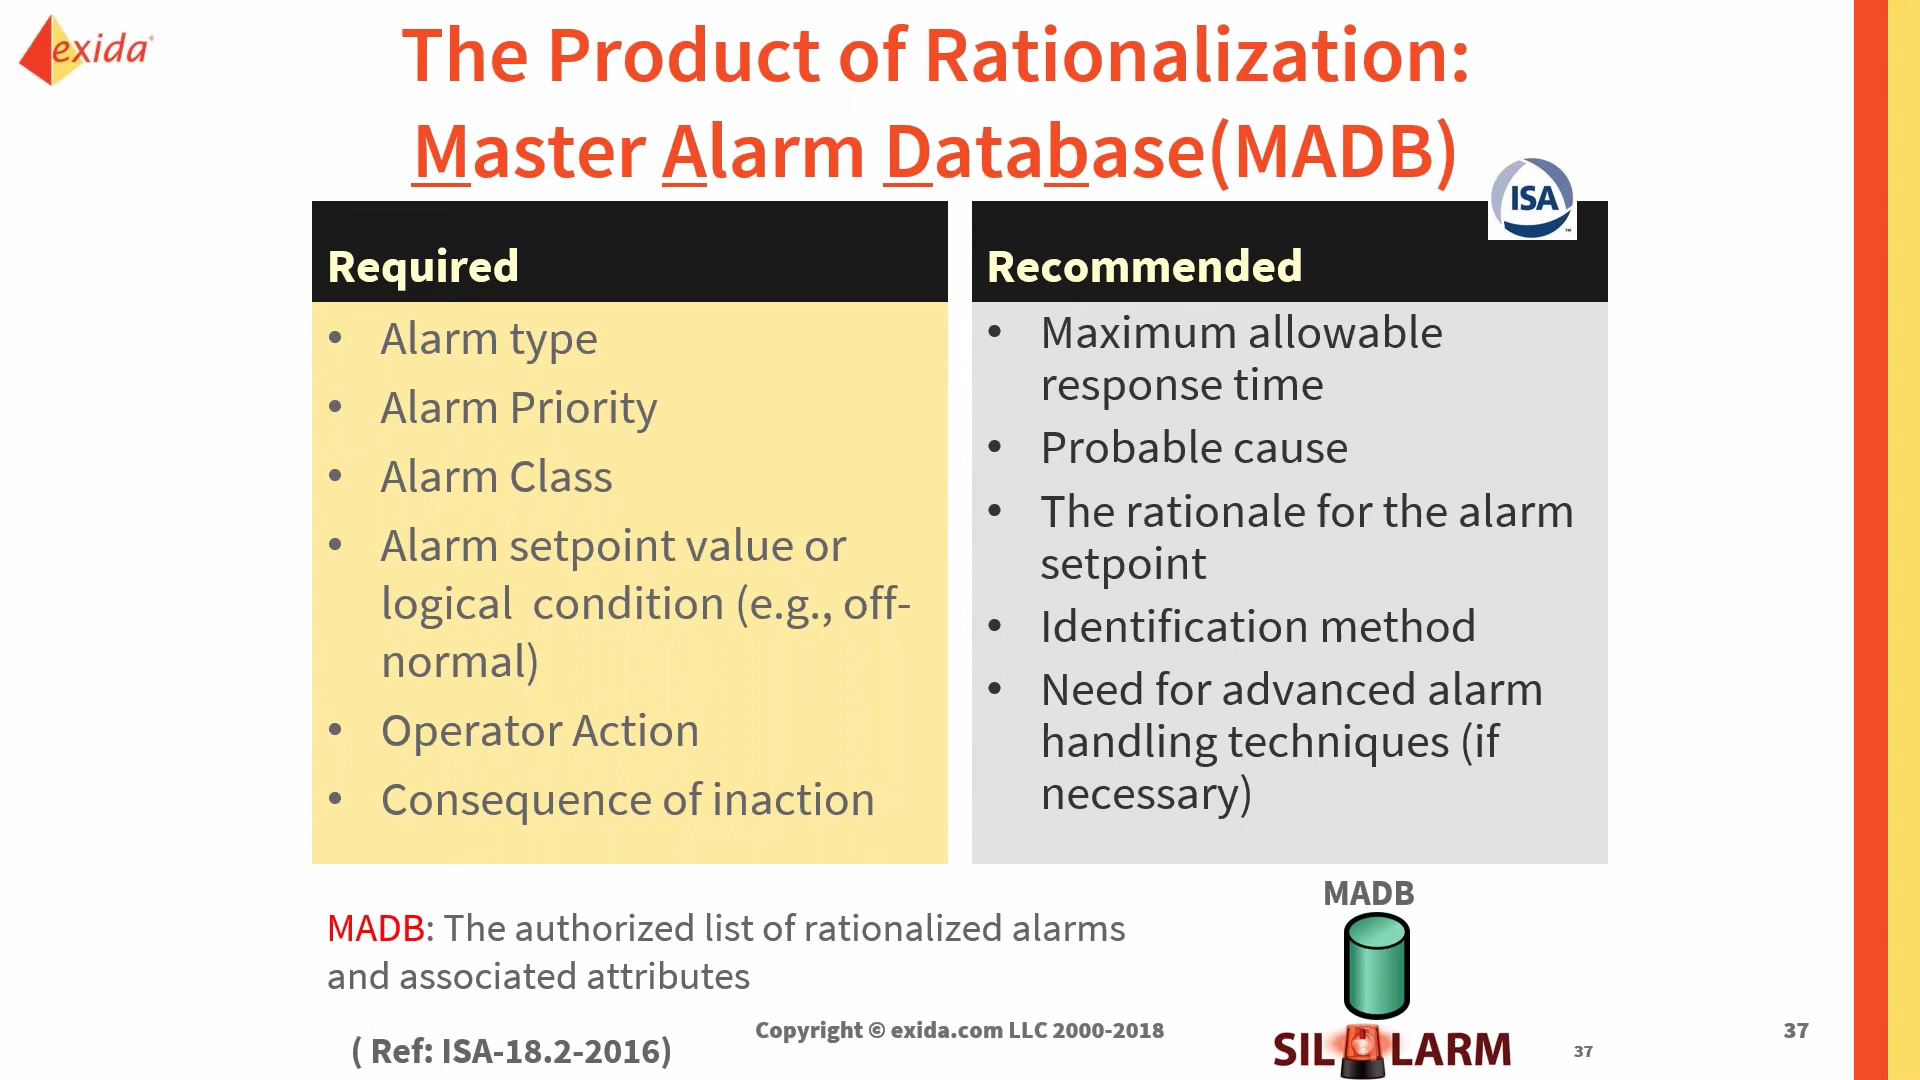 exida
The Product of Rationalization:
Master Alarm Database(MADB)
ISA
Required
• Alarm type
• Alarm Priority
• Alarm Class
• Alarm setpoint value or
logical condition (e.g., off-
normal)
• Operator Action
• Consequence of inaction
Recommended
• Maximum allowable
response time
• Probable cause
• The rationale for the alarm
setpoint
• Identification method
• Need for advanced alarm
handling techniques (if
necessary)
MADB: The authorized list of rationalized alarms
and associated attributes
( Ref: ISA-18.2-2016)
Copyright © exida.com LLC 2000-2018
MADB
SIL LARM
37
37